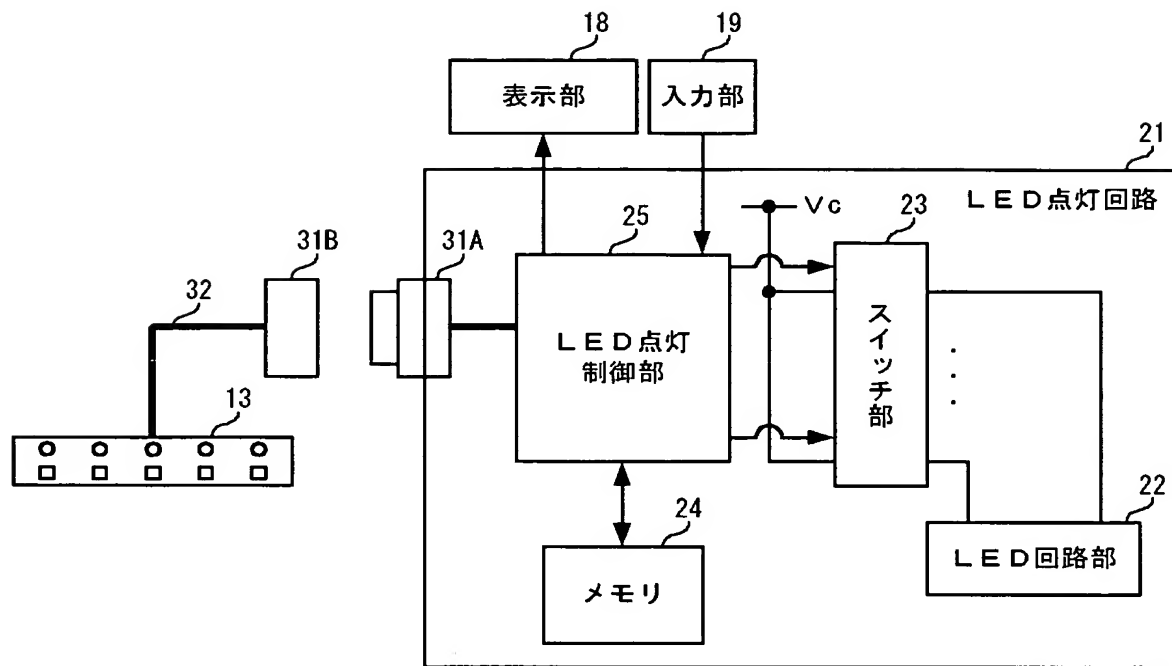 18
19
表示部
入力部
21
LED点灯回路
Vc
23
25
31B
31A
32
スイッチ部
LED点灯
制御部
13
24
22
メモリ
LED回路部